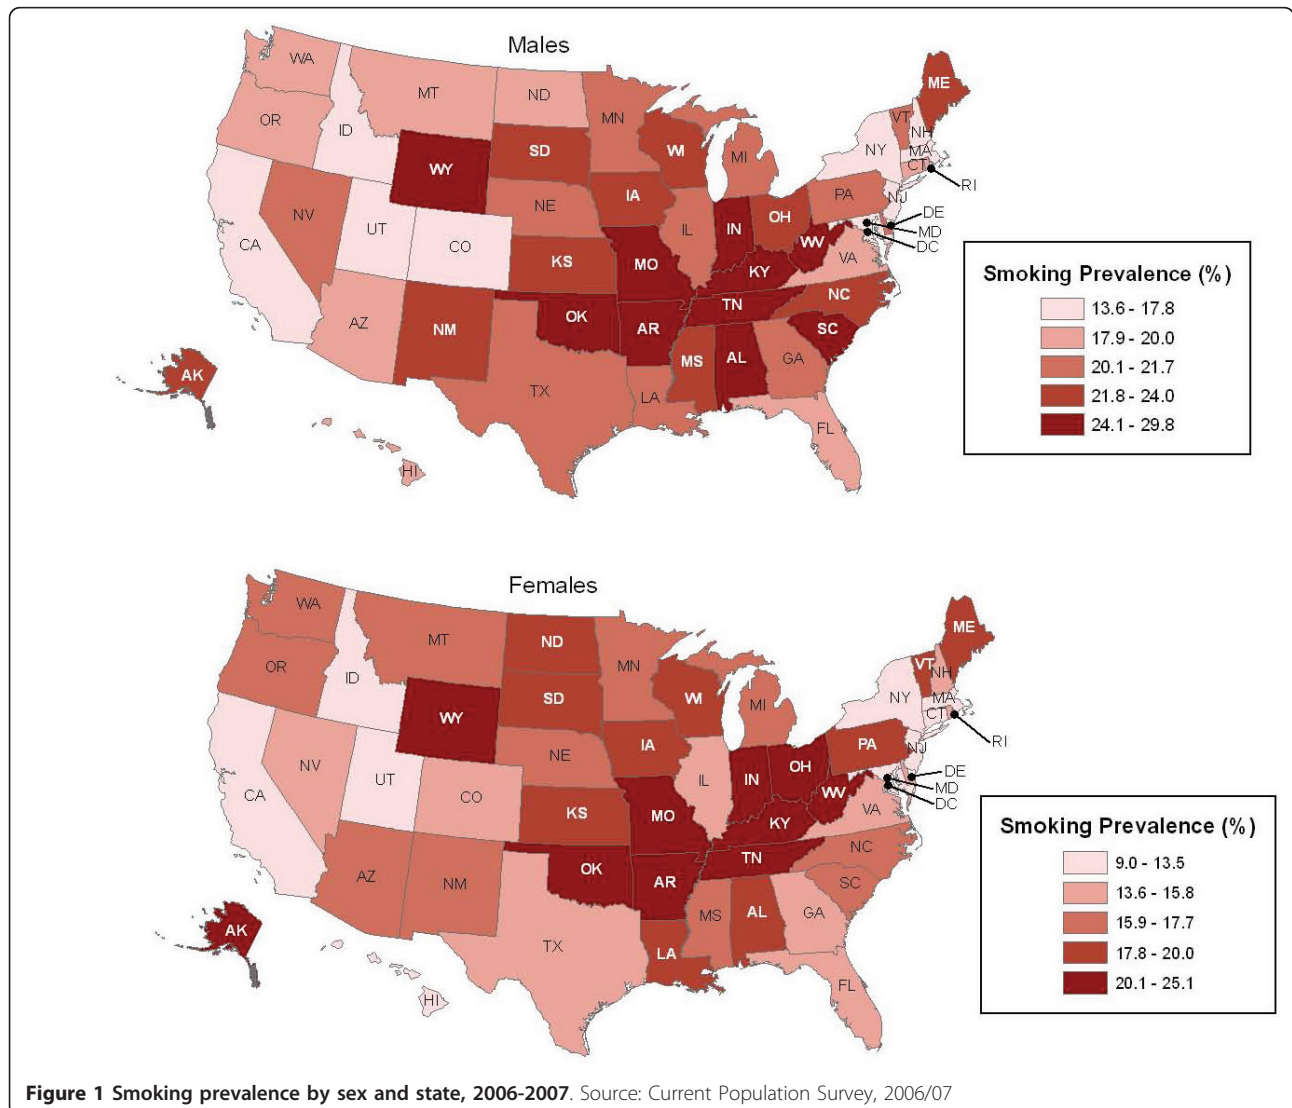 Males
WA
MT
ND
MN
ME
OR
ID
SD
WI
MI
VT
NH
NY
MA
CT
RI
WY
IA
NE
PA
NJ
NV
UT
CO
IL
IN
OH
DE
MD
DC
CA
KS
MO
WV
VA
KY
AZ
NM
OK
AR
TN
NC
SC
MS
AL
GA
TX
LA
FL
AK
HI
Smoking Prevalence (%)
13.6 - 17.8
17.9 - 20.0
20.1 - 21.7
21.8 - 24.0
24.1 - 29.8
Females
WA
MT
ND
MN
ME
OR
ID
SD
WI
MI
VT
NH
NY
MA
CT
RI
WY
IA
NE
PA
NJ
NV
UT
CO
IL
IN
OH
DE
MD
DC
CA
KS
MO
WV
VA
KY
AZ
NM
OK
AR
TN
NC
SC
MS
AL
GA
TX
LA
FL
AK
HI
Smoking Prevalence (%)
9.0 - 13.5
13.6 - 15.8
15.9 - 17.7
17.8 - 20.0
20.1 - 25.1
Figure 1 Smoking prevalence by sex and state, 2006-2007. Source: Current Population Survey, 2006/07